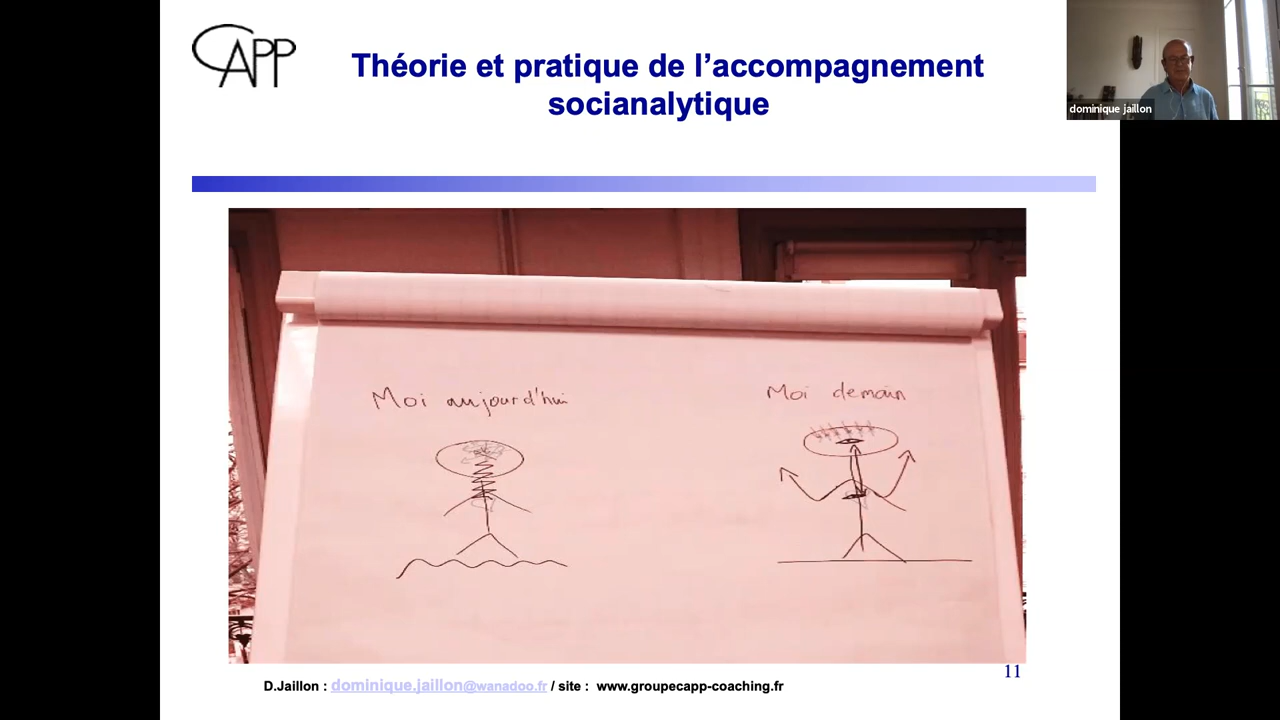 CAPP
Théorie et pratique de l’accompagnement
socianalytique
dominique jaillon
Moi aujourd'hui
Moi demain
11
D.Jaillon : dominique.jaillon@wanadoo.fr / site : www.groupecapp-coaching.fr